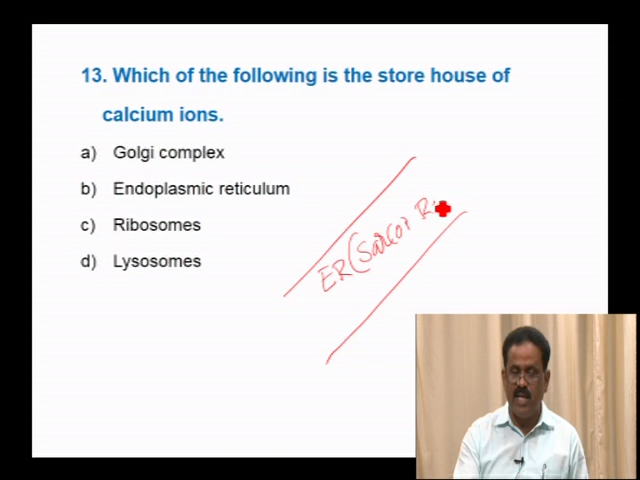 13. Which of the following is the store house of
calcium ions.
a) Golgi complex
b) Endoplasmic reticulum
c) Ribosomes
d) Lysosomes
ER (Sarco R